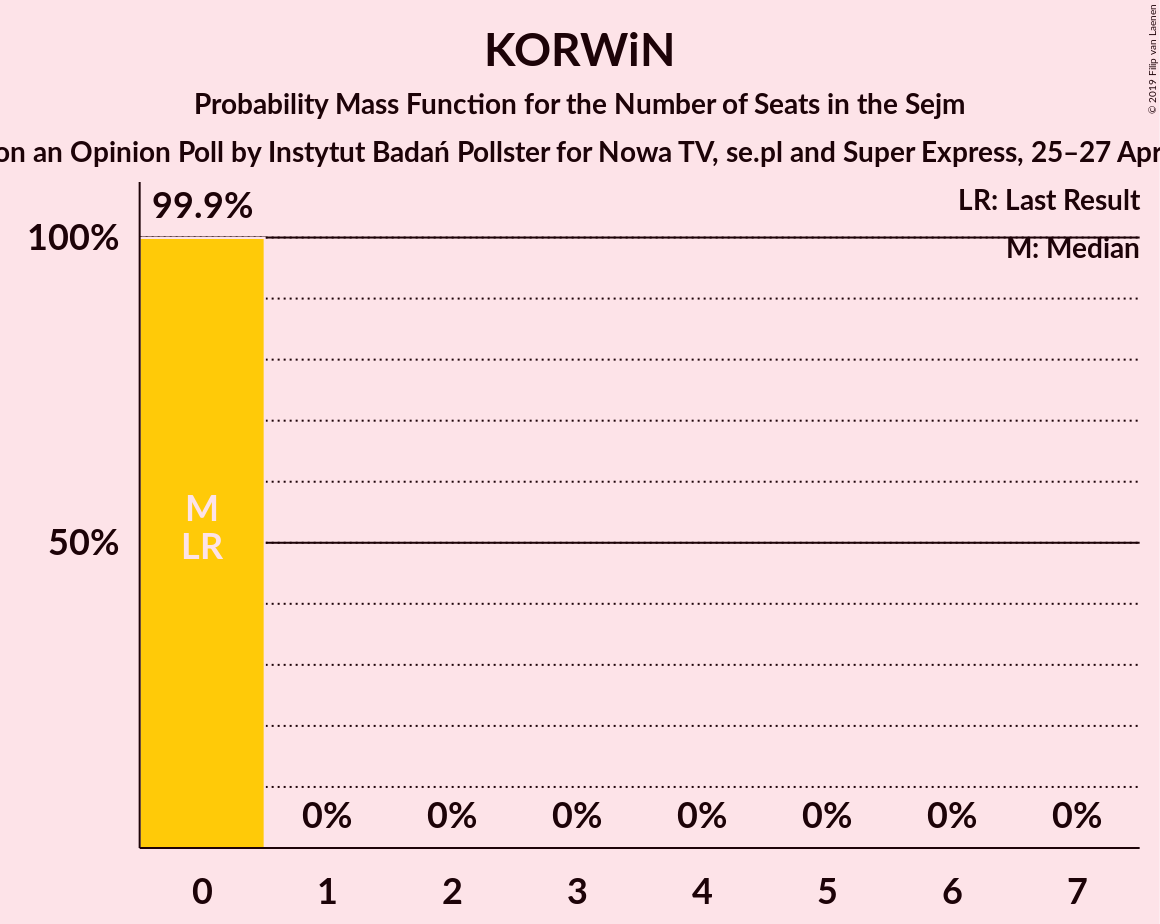 KORWiN
Probability Mass Function for the Number of Seats in the Sejm
on an Opinion Poll by Instytut Badań Pollster for Nowa TV, se.pl and Super Express, 25–27 Apr
© 2019 Filip van Laenen
LR: Last Result
M: Median
99.9%
100%
50%
M
LR
0% 0% 0% 0% 0% 0% 0%
0 1 2 3 4 5 6 7